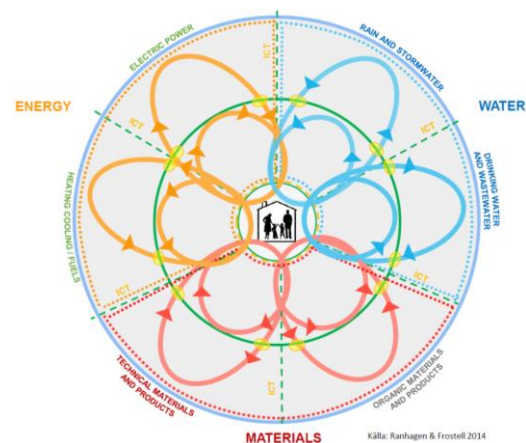 ELECTRIC POWER
RAIN AND STORMWATER
ICT
ENERGY
WATER
ICT
ICT
HEATING COOLING / FUELS
DRINKING WATER
AND WASTEWATER
ICT
ICT
TECHNICAL MATERIALS
AND PRODUCTS
ICT
ORGANIC MATERIALS
AND PRODUCTS
MATERIALS
Källa: Ranhagen & Frostell 2014